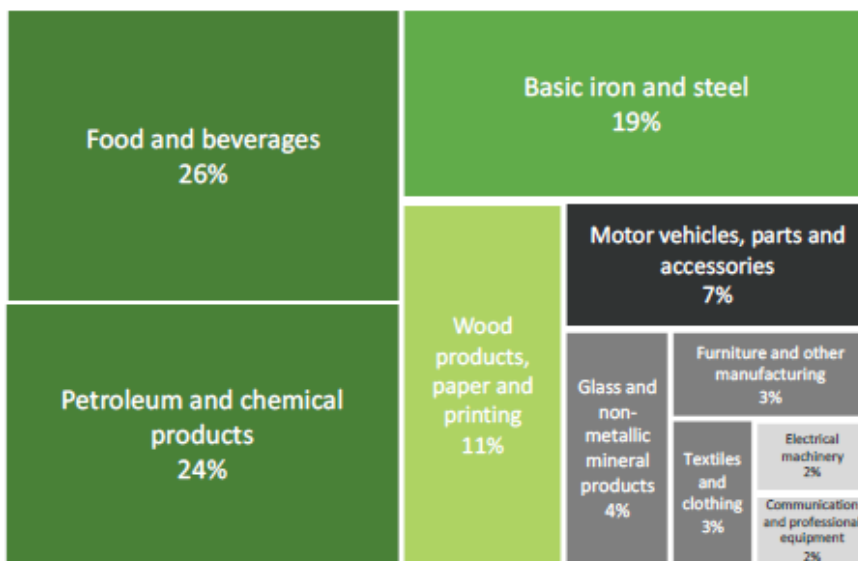 Food and beverages
26%
Petroleum and chemical
products
24%
Basic iron and steel
19%
Wood
products,
paper and
printing
11%
Motor vehicles, parts and
accessories
7%
Glass and
non-
metallic
mineral
products
4%
Furniture and other
manufacturing
3%
Textiles
and
clothing
3%
Electrical
machinery
2%
Communication
and professional
equipment
2%